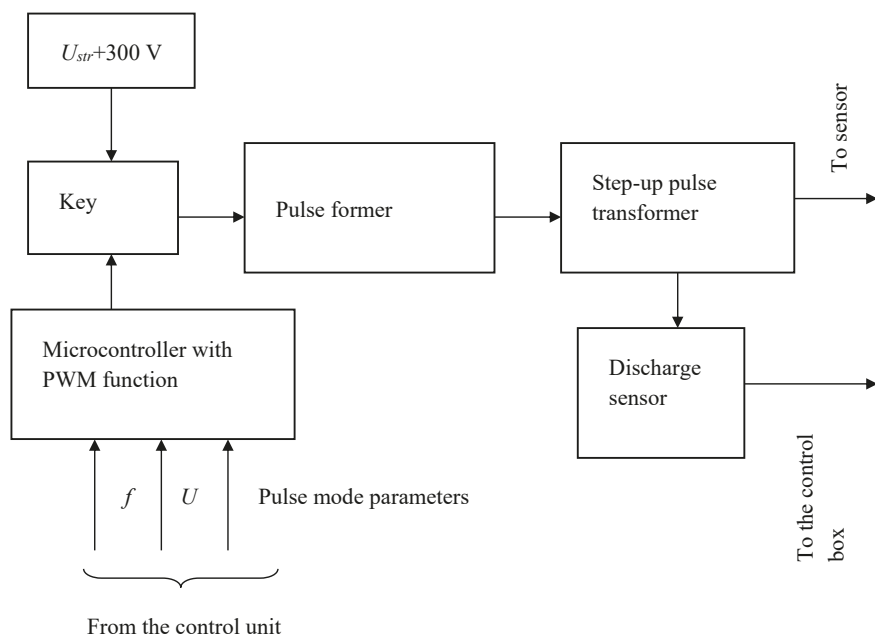 Ustr+300 V
To sensor
Key
Pulse former
Step-up pulse
transformer
Microcontroller with
PWM function
Discharge
sensor
f U Pulse mode parameters
To the control
box
From the control unit